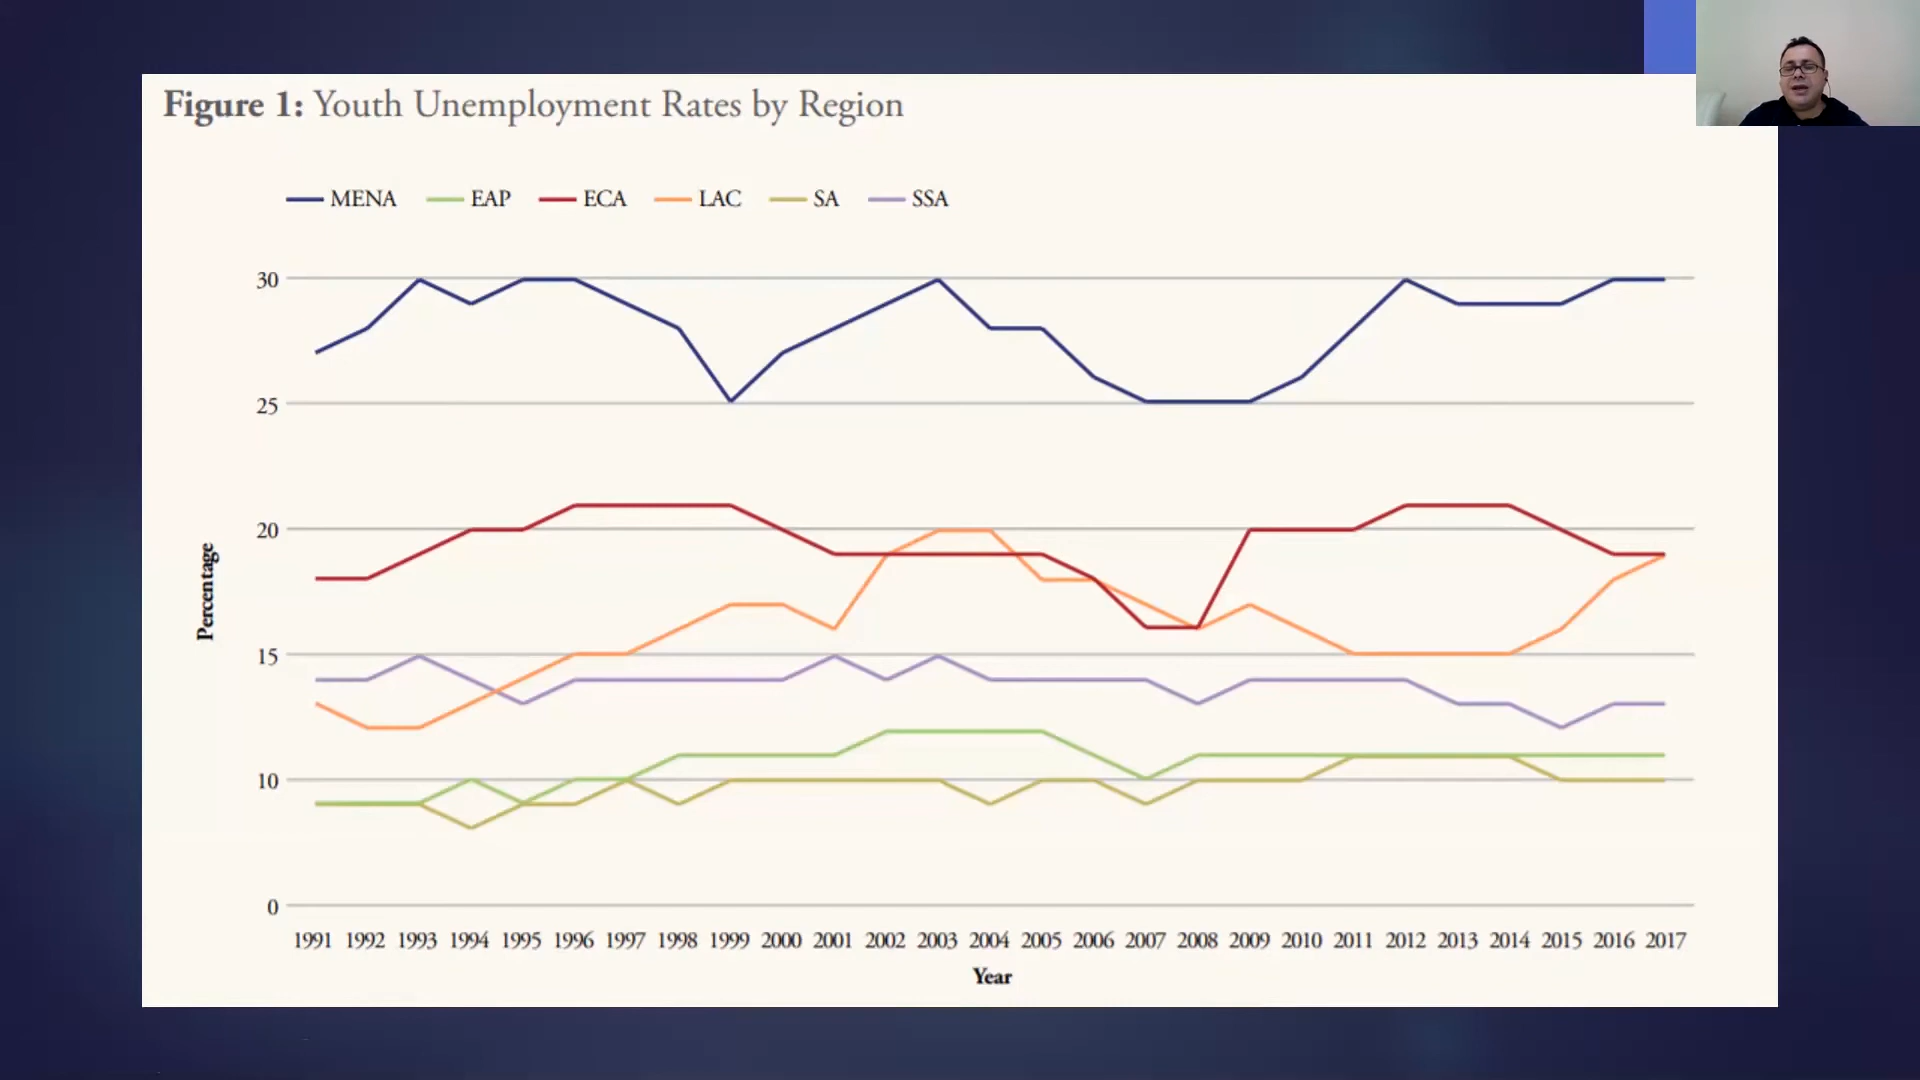 Figure 1: Youth Unemployment Rates by Region
MENA EAP ECA LAC SA SSA
30
25
20
15
10
0
Percentage
1991 1992 1993 1994 1995 1996 1997 1998 1999 2000 2001 2002 2003 2004 2005 2006 2007 2008 2009 2010 2011 2012 2013 2014 2015 2016 2017
Year